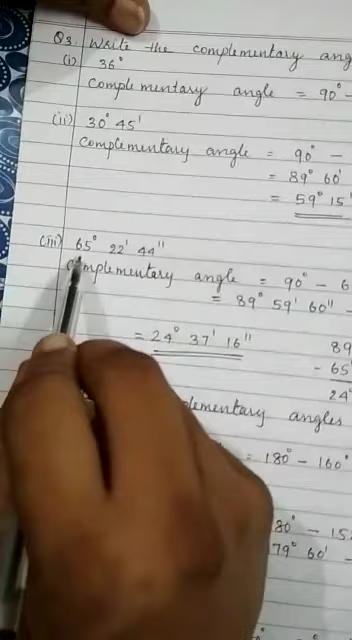 Q3. Write the complementary
(i) 36°
Complementary angle = 90° -
(ii) 30° 45'
Complementary angle = 90° -
= 89° 60'
= 59° 15'
(iii) 65° 22' 44"
Complementary angle = 90° - 6
= 89° 59' 60" -
= 24° 37' 16"
89
- 65
24
angles
= 180° - 160°
80° - 15
79° 60' -